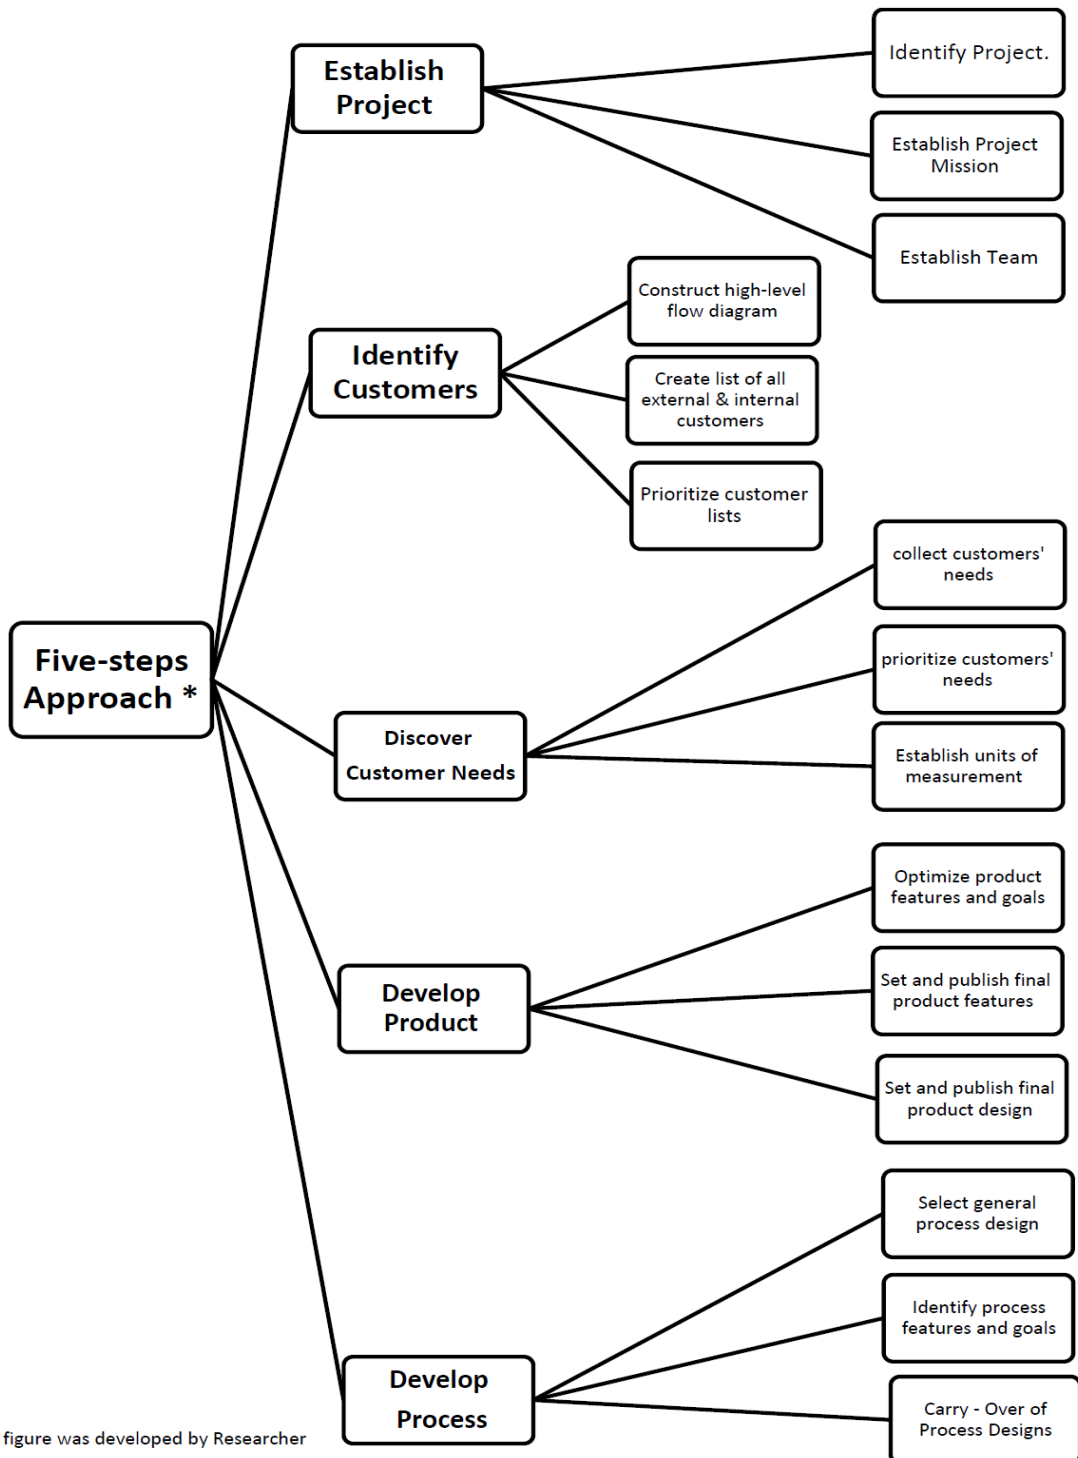 Five-steps
Approach *
Establish
Project
Identify Project.
Establish Project
Mission
Establish Team
Identify
Customers
Construct high-level
flow diagram
Create list of all
external & internal
customers
Prioritize customer
lists
Discover
Customer Needs
collect customers'
needs
prioritize customers'
needs
Establish units of
measurement
Develop
Product
Optimize product
features and goals
Set and publish final
product features
Set and publish final
product design
Develop
Process
Select general
process design
Identify process
features and goals
Carry - Over of
Process Designs
figure was developed by Researcher